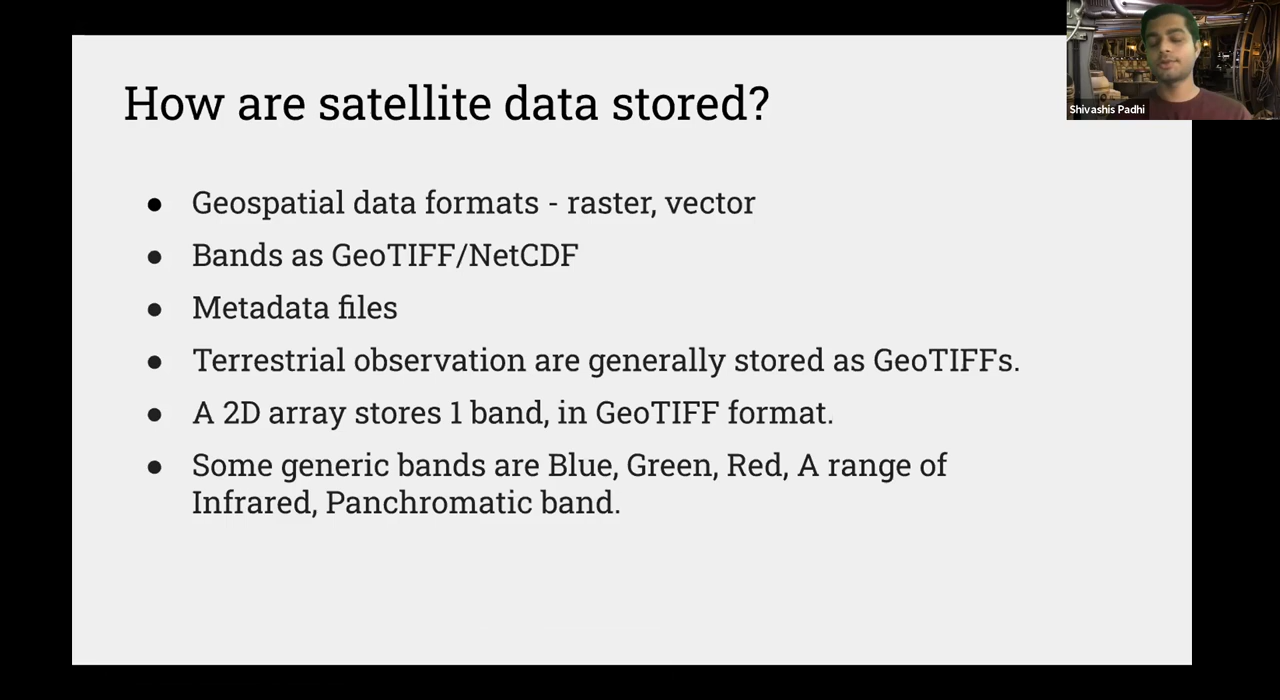 How are satellite data stored?
Shivashis Padhi
● Geospatial data formats - raster, vector
● Bands as GeoTIFF/NetCDF
● Metadata files
● Terrestrial observation are generally stored as GeoTIFFs.
● A 2D array stores 1 band, in GeoTIFF format.
● Some generic bands are Blue, Green, Red, A range of
Infrared, Panchromatic band.